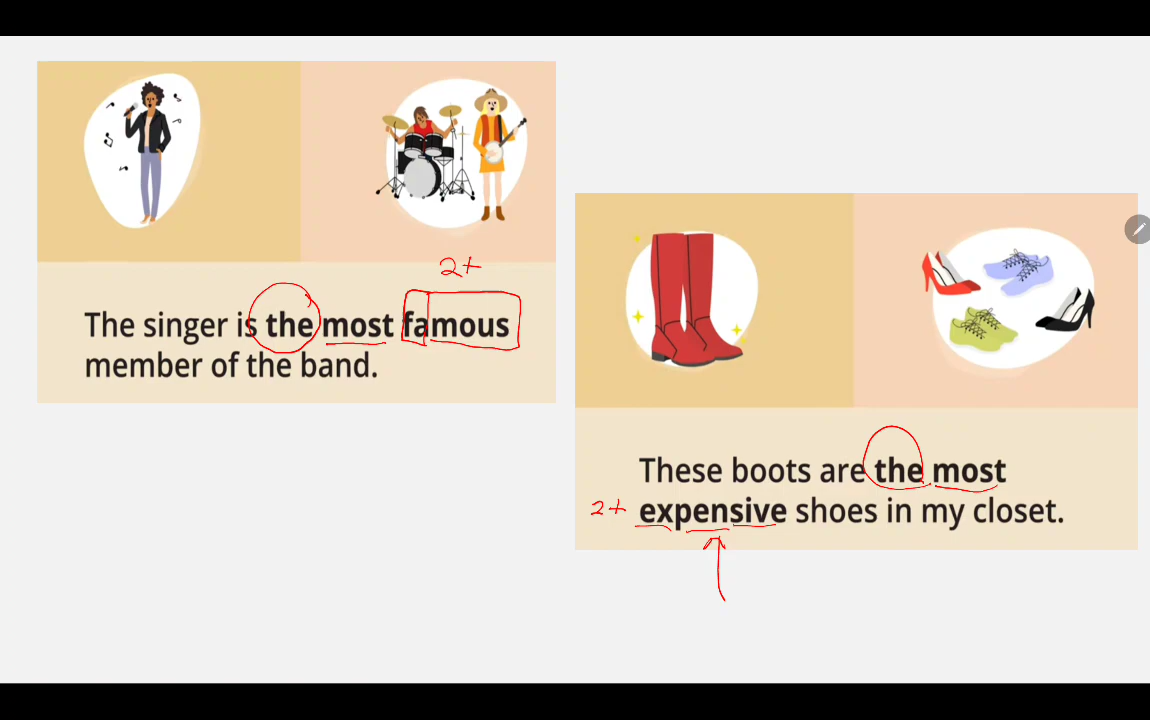 2+
The singer is the most famous
member of the band.
These boots are the most
2+ expensive shoes in my closet.